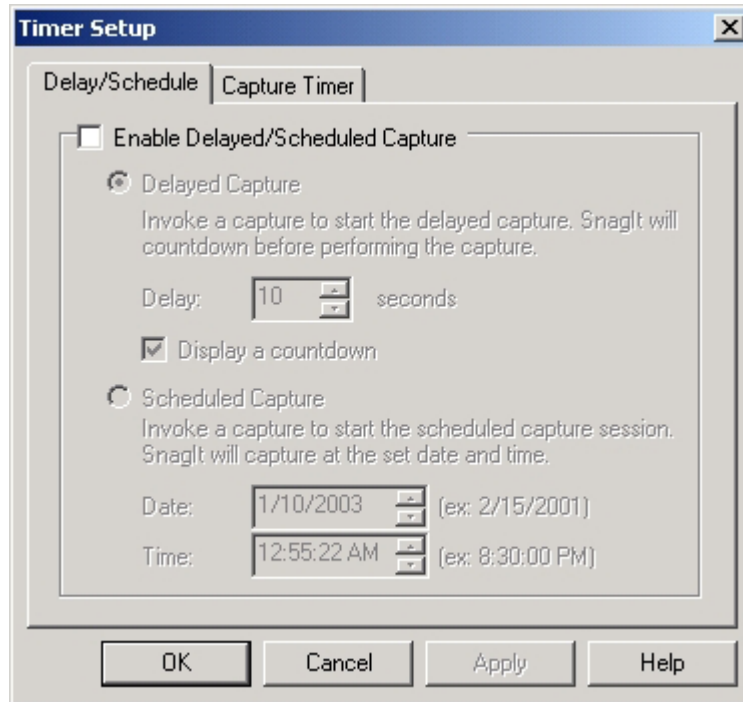 Timer Setup
Delay/Schedule Capture Timer
Enable Delayed/Scheduled Capture
Delayed Capture
Invoke a capture to start the delayed capture. SnagIt will
countdown before performing the capture.
Delay: 10 seconds
Display a countdown
Scheduled Capture
Invoke a capture to start the scheduled capture session.
SnagIt will capture at the set date and time.
Date: 1/10/2003 (ex: 2/15/2001)
Time: 12:55:22 AM (ex: 8:30:00 PM)
OK Cancel Apply Help